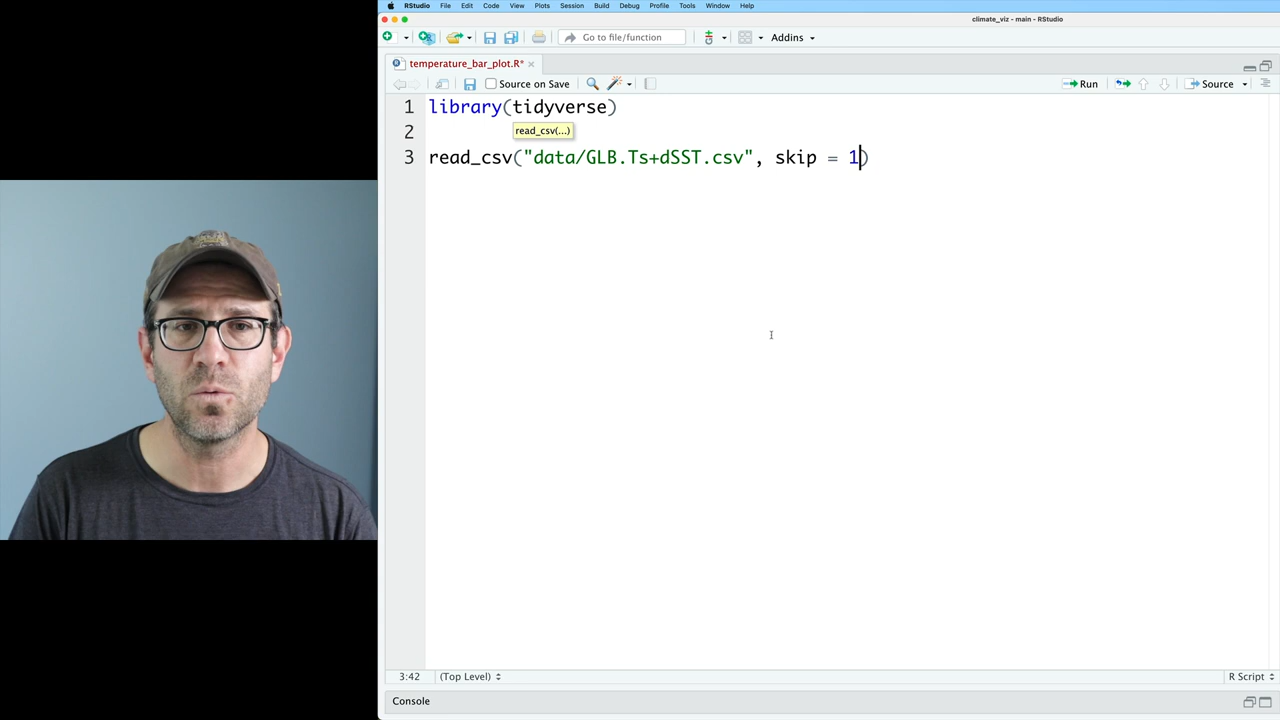 RStudio File Edit Code View Plots Session Build Debug Profile Tools Window Help
climate_viz - main - RStudio
Go to file/function Addins
temperature_bar_plot.R*
Source on Save Run Source
1 library(tidyverse)
read_csv(...)
2
3 read_csv("data/GLB.Ts+dSST.csv", skip = 1)
3:42 (Top Level) R Script
Console